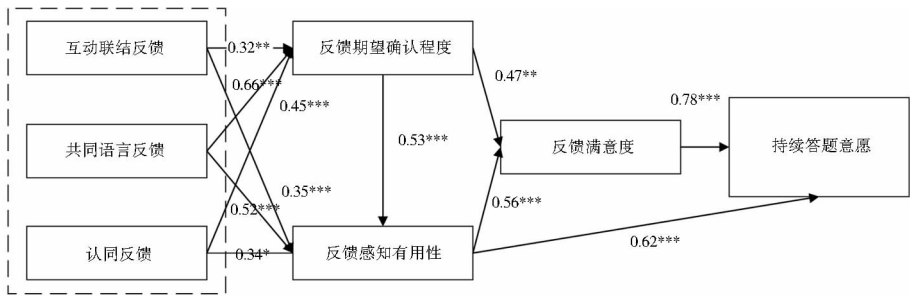 互动联结反馈
0.32**
反馈期望确认程度
0.47**
0.66***
0.45***
0.78***
共同语言反馈
0.53***
反馈满意度
持续答题意愿
0.35***
0.52***
0.56***
认同反馈
0.34*
反馈感知有用性
0.62***